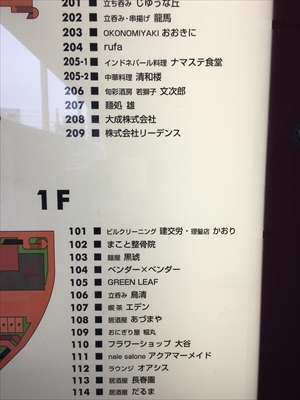 201 ■ 立ち呑み じゅうな丘
202 ■ 立呑み・串揚げ 龍馬
203 ■ OKONOMIYAKI おおきに
204 ■ rufa
205-1 ■ インドネパール料理 ナマステ食堂
205-2 ■ 中華料理 清和楼
206 ■ 旬彩酒房 若獅子 文次郎
207 ■ 麺処 雄
208 ■ 大成株式会社
209 ■ 株式会社リーデンス
1F
101 ■ ビルクリーニング 建交労・理髪店 かおり
102 ■ まこと整骨院
103 ■ 麺屋 黒琥
104 ■ ベンダー×ベンダー
105 ■ GREEN LEAF
106 ■ 立呑み 鳥清
107 ■ 喫茶 エデン
108 ■ 居酒屋 あづまや
109 ■ おにぎり屋 稲丸
110 ■ フラワーショップ 大谷
111 ■ nale salone アクアマーメイド
112 ■ ラウンジ オアシス
113 ■ 居酒屋 長春園
114 ■ 居酒屋 だるま